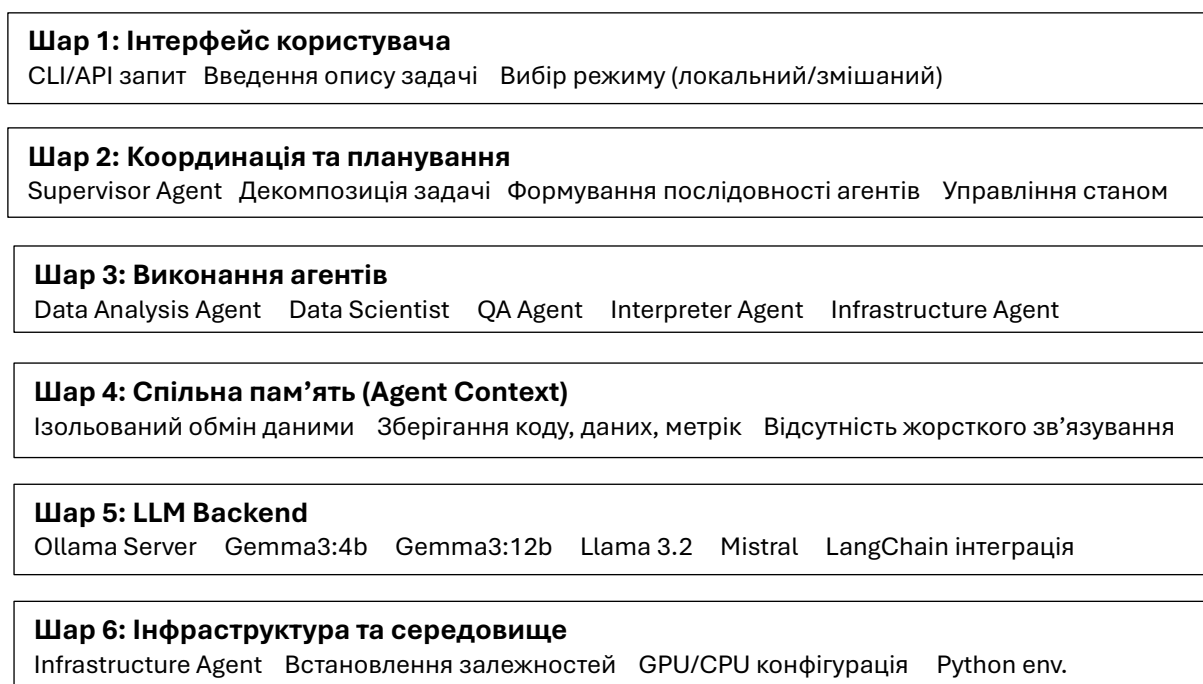 Шар 1: Інтерфейс користувача
CLI/API запит Введення опису задачі Вибір режиму (локальний/змішаний)
Шар 2: Координація та планування
Supervisor Agent Декомпозиція задачі Формування послідовності агентів Управління станом
Шар 3: Виконання агентів
Data Analysis Agent Data Scientist QA Agent Interpreter Agent Infrastructure Agent
Шар 4: Спільна пам’ять (Agent Context)
Ізольований обмін даними Зберігання коду, даних, метрік Відсутність жорсткого зв’язування
Шар 5: LLM Backend
Ollama Server Gemma3:4b Gemma3:12b Llama 3.2 Mistral LangChain інтеграція
Шар 6: Інфраструктура та середовище
Infrastructure Agent Встановлення залежностей GPU/CPU конфігурація Python env.